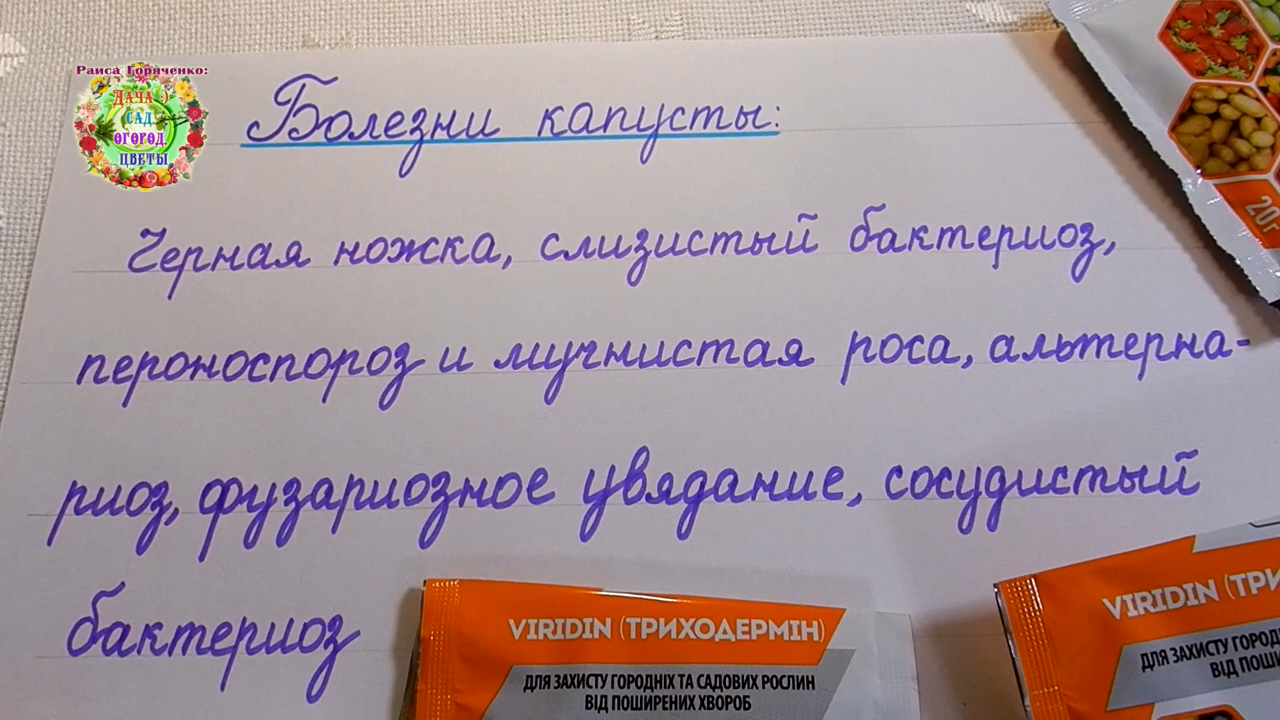 Раиса Горяченко:
Дача :)
сад
огород,
цветы
Болезни капусты:
Черная ножка, слизистый бактериоз,
пероноспороз и мучнистая роса, альтерна-
риоз, фузариозное увядание, сосудистый
бактериоз
20г
VIRIDIN (ТРИХОДЕРМІН)
ДЛЯ ЗАХИСТУ ГОРОДНІХ ТА САДОВИХ РОСЛИН
ВІД ПОШИРЕНИХ ХВОРОБ
VIRIDIN (ТРИ
ДЛЯ ЗАХИСТУ ГОРОД
ВІД ПОШИ